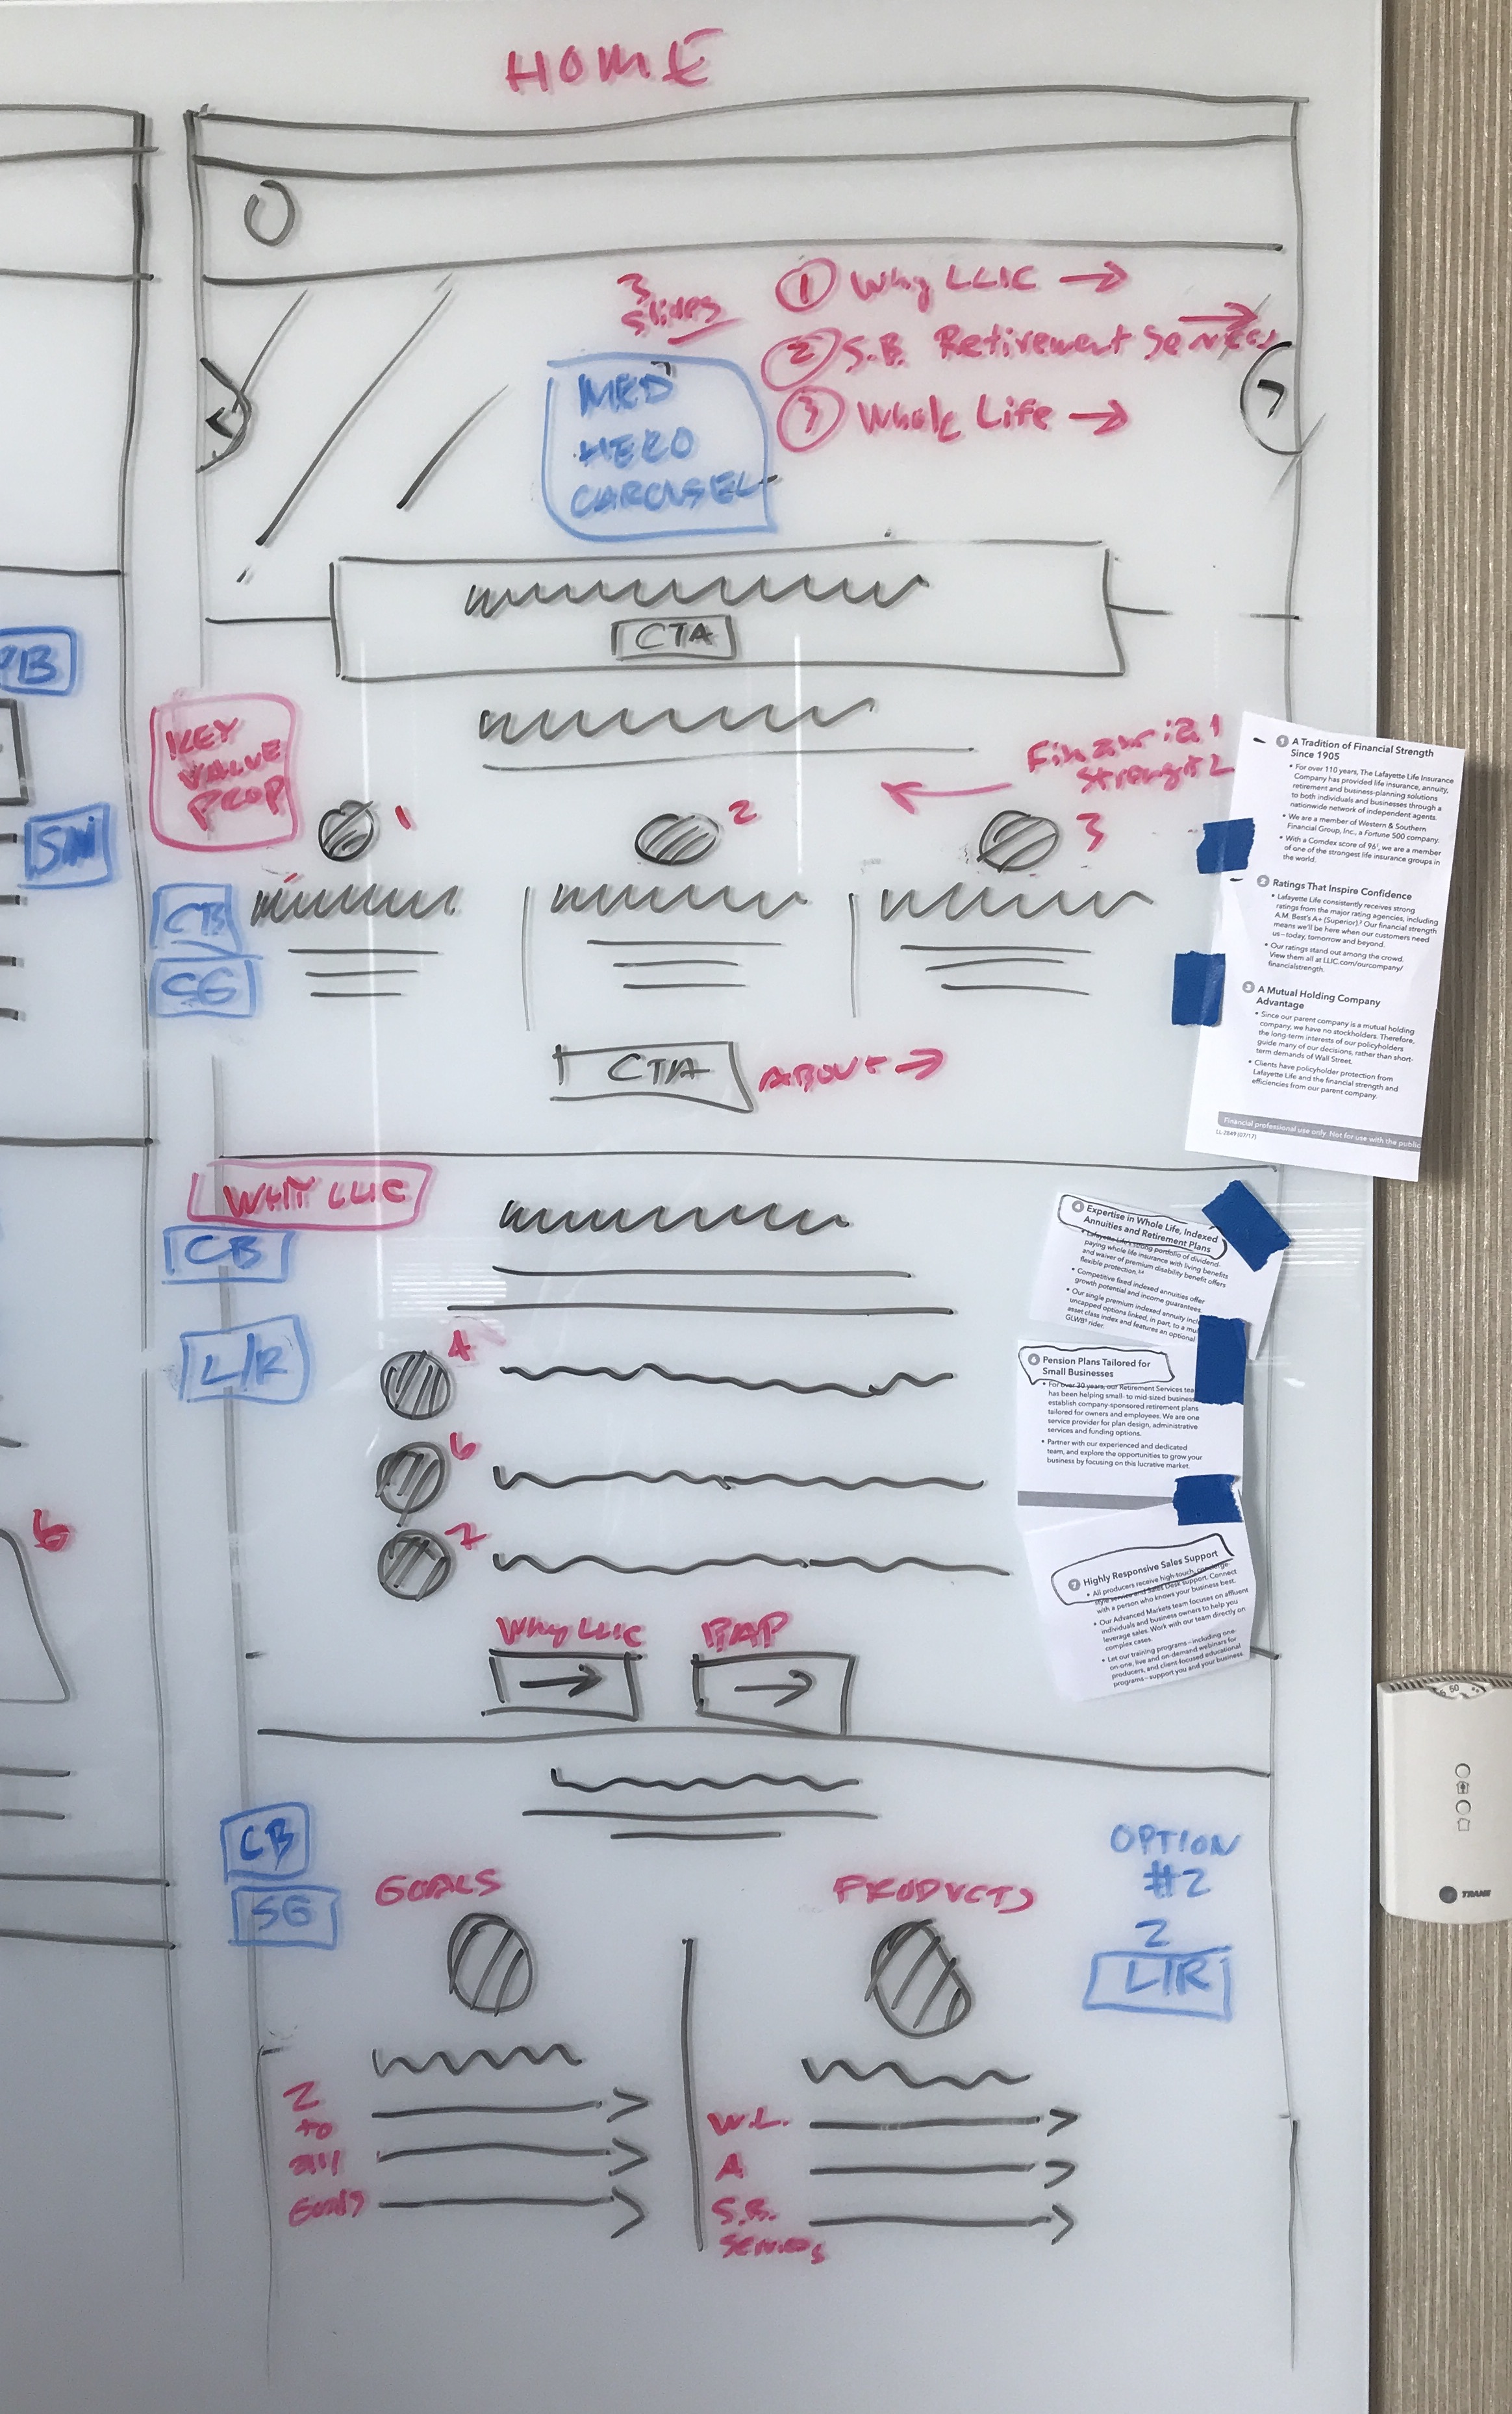 HOME
3
Slides
1 Why LLIC →
2 S.B. Retirement Services →
3 Whole Life →
MED
HERO
CAROUSEL
CTA
PB
SM
6
KEY
VALUE
PROP
Financial
Strength
1
2
3
CB
CTA
ABOUT →
1 A Tradition of Financial Strength
Since 1905
• For over 110 years, The Lafayette Life Insurance
Company has provided life insurance, annuity,
retirement and business-planning solutions
to both individuals and businesses through a
nationwide network of independent agents.
• We are a member of Western & Southern
Financial Group, Inc., a Fortune 500 company.
• With a Comdex score of 96¹, we are a member
of one of the strongest life insurance groups in
the world.
2 Ratings That Inspire Confidence
• Lafayette Life consistently receives strong
ratings from the major rating agencies, including
A.M. Best's A+ (Superior).² Our financial strength
means we'll be here when our customers need
us—today, tomorrow and beyond.
• Our ratings stand out among the crowd.
View them all at LLIC.com/ourcompany/
financialstrength.
3 A Mutual Holding Company
Advantage
• Since our parent company is a mutual holding
company, we have no stockholders. Therefore,
the long-term interests of our policyholders
guide many of our decisions, rather than short-
term demands of Wall Street.
• Clients have policyholder protection from
Lafayette Life and the financial strength and
efficiencies from our parent company.
Financial professional use only. Not for use with the public
LL-2849 (07/17)
WHY LLIC
CB
L/R
4
6
7
4 Expertise in Whole Life, Indexed
Annuities and Retirement Plans
• Lafayette Life's strong portfolio of dividend-
paying whole life insurance with living benefits
and waiver of premium disability benefit offers
flexible protection.
• Competitive fixed indexed annuities offer
growth potential and income guarantees.
• Our single premium indexed annuity
uncapped options linked, in part, to a
asset class index and features an optional
GLWB rider.
6 Pension Plans Tailored for
Small Businesses
• For over 30 years, our Retirement Services
has been helping small- to mid-sized
establish company-sponsored retirement plans
tailored for owners and employees. We are one
service provider for plan design, administrative
services and funding options.
• Partner with our experienced and dedicated
team, and explore the opportunities to grow your
business by focusing on this lucrative market.
7 Highly Responsive Sales Support
• All producers receive high-touch, concierge-
style service and Sales Desk support. Connect
with a person who knows your business best.
• Our Advanced Markets team focuses on affluent
individuals and business owners to help you
leverage sales. Work with our team directly on
complex cases.
• Let our training programs—including one-
on-one, live and on-demand webinars for
producers, and client-focused educational
programs—support you and your business
Why LLIC
→
→
CB
SG
GOALS
PRODUCTS
OPTION
#2
2
L/R
2
to
all
Goals
W.L.
A
S.B.
Services
TRANE
60